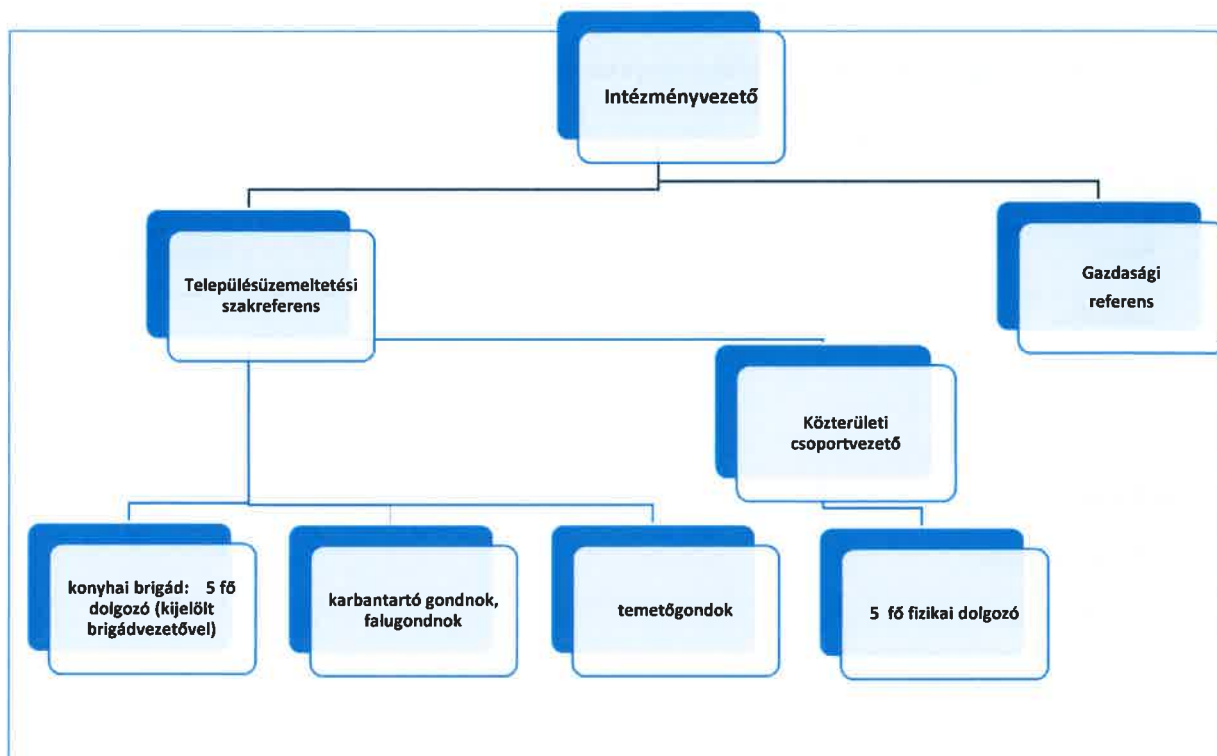 Intézményvezető
Településüzemeltetési
szakreferens
Gazdasági
referens
Közterületi
csoportvezető
konyhai brigád: 5 fő
dolgozó (kijelölt
brigádvezetővel)
karbantartó gondnok,
falugondnok
temetőgondok
5 fő fizikai dolgozó